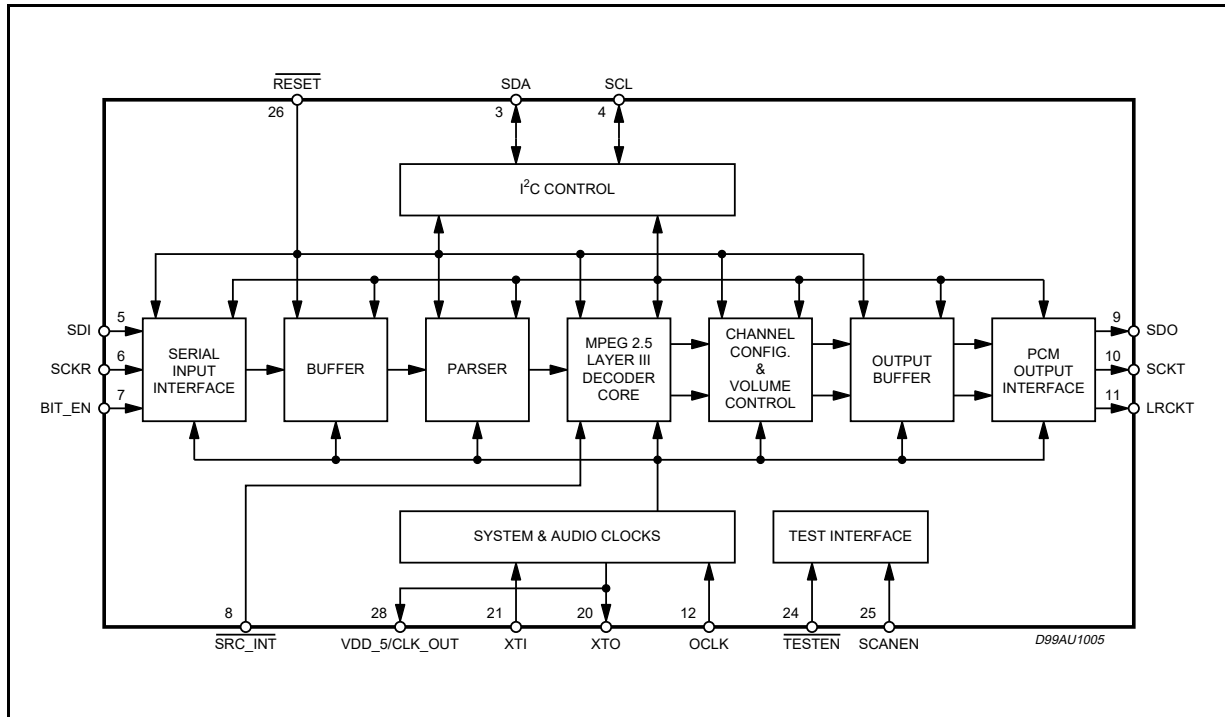 RESET SDA SCL
26 3 4
I²C CONTROL
SDI 5
SCKR 6
BIT_EN 7
SERIAL
INPUT
INTERFACE
BUFFER
PARSER
MPEG 2.5
LAYER III
DECODER
CORE
CHANNEL
CONFIG.
&
VOLUME
CONTROL
OUTPUT
BUFFER
PCM
OUTPUT
INTERFACE
9 SDO
10 SCKT
11 LRCKT
SYSTEM & AUDIO CLOCKS
TEST INTERFACE
8 28 21 20 12 24 25
SRC_INT VDD_5/CLK_OUT XTI XTO OCLK TESTEN SCANEN
D99AU1005